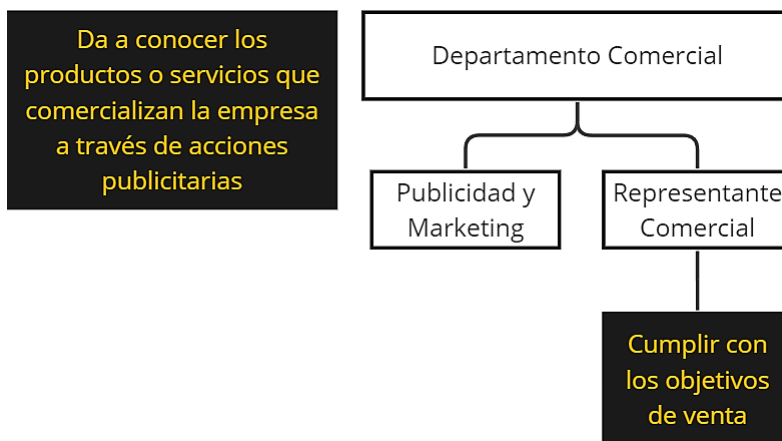 Da a conocer los
productos o servicios que
comercializan la empresa
a través de acciones
publicitarias
Departamento Comercial
Publicidad y
Marketing
Representante
Comercial
Cumplir con
los objetivos
de venta